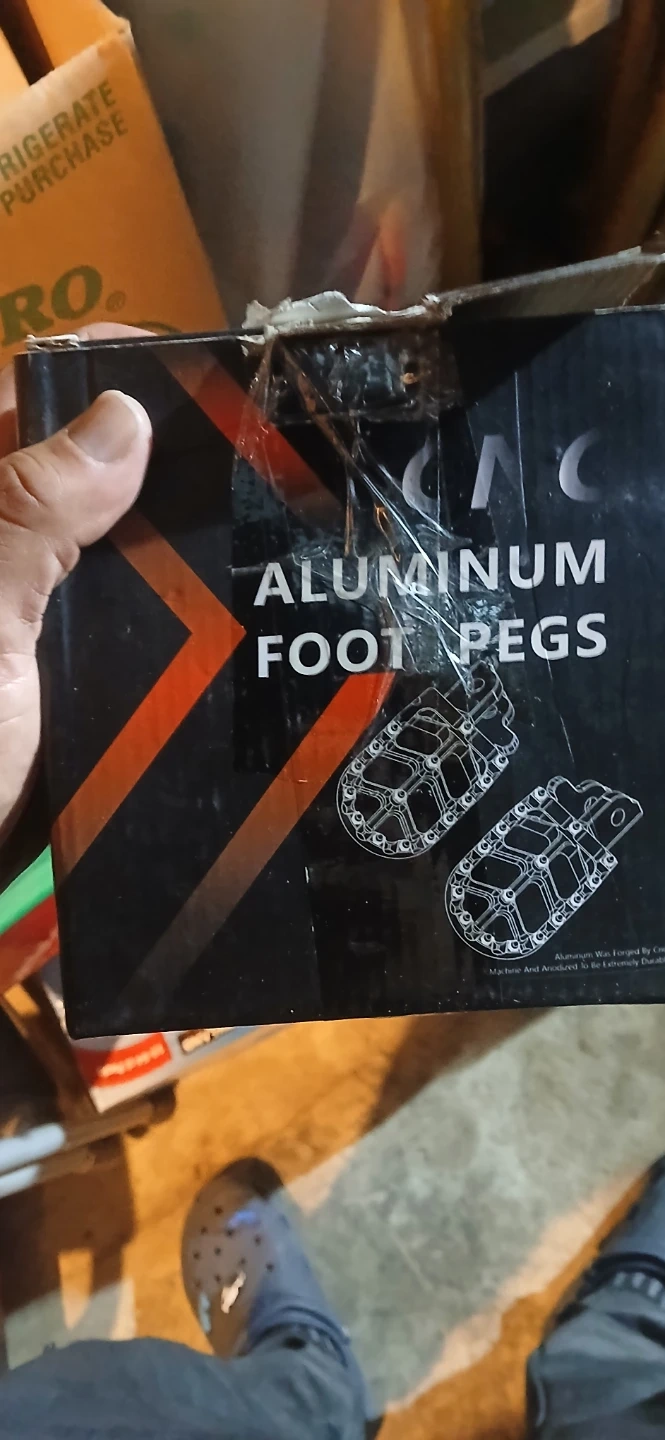 RIGERATE
PURCHASE
RO®
CNC
ALUMINUM
FOOT PEGS
Aluminum Was Forged By
Machine And Anodized To Be Extremely